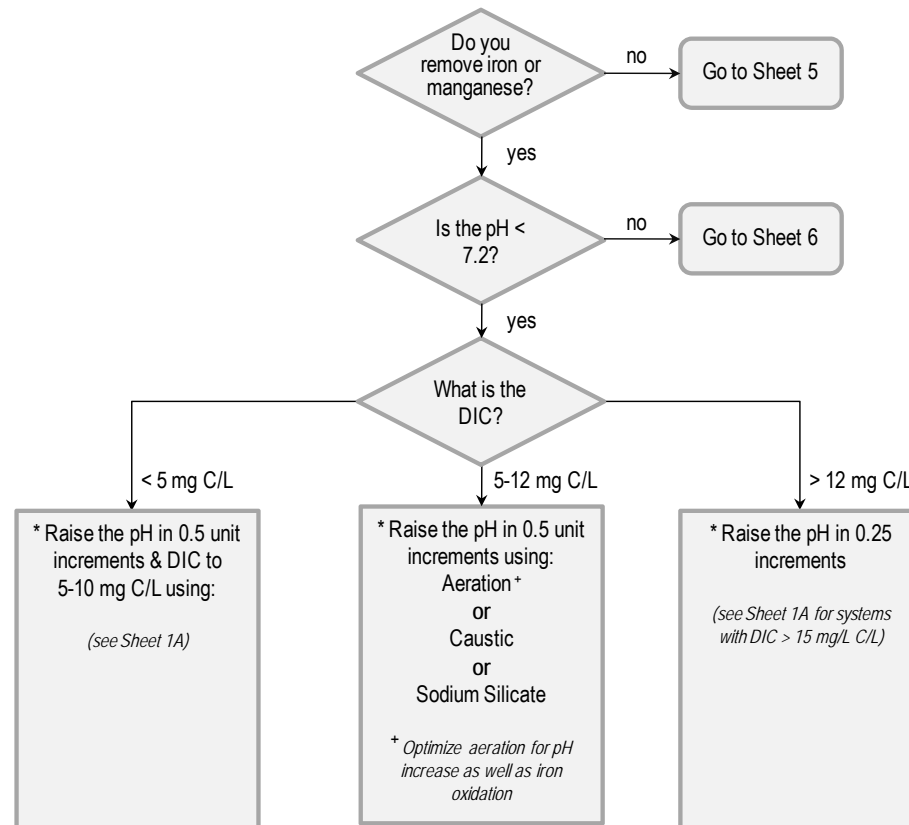 Do you
remove iron or
manganese?
no
Go to Sheet 5
yes
Is the pH <
7.2?
no
Go to Sheet 6
yes
What is the
DIC?
< 5 mg C/L
5-12 mg C/L
> 12 mg C/L
* Raise the pH in 0.5 unit
increments & DIC to
5-10 mg C/L using:
(see Sheet 1A)
* Raise the pH in 0.5 unit
increments using:
Aeration +
or
Caustic
or
Sodium Silicate
+ Optimize aeration for pH
increase as well as iron
oxidation
* Raise the pH in 0.25
increments
(see Sheet 1A for systems
with DIC > 15 mg/L C/L)